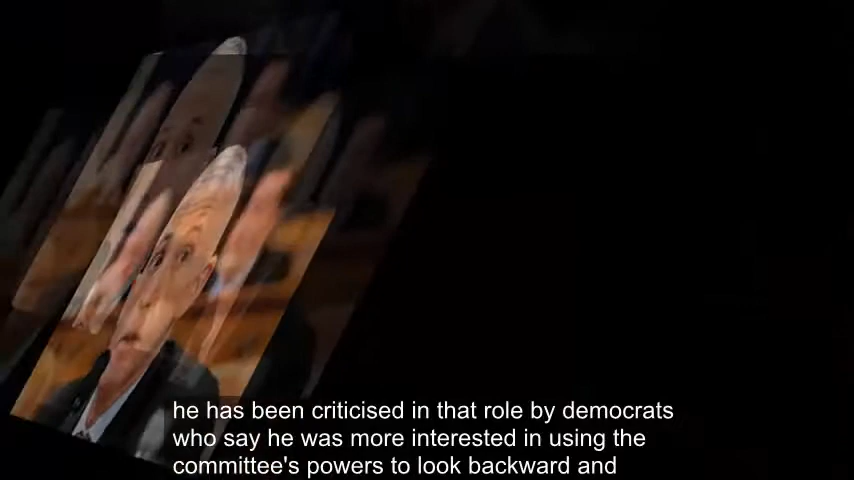 he has been criticised in that role by democrats
who say he was more interested in using the
committee's powers to look backward and